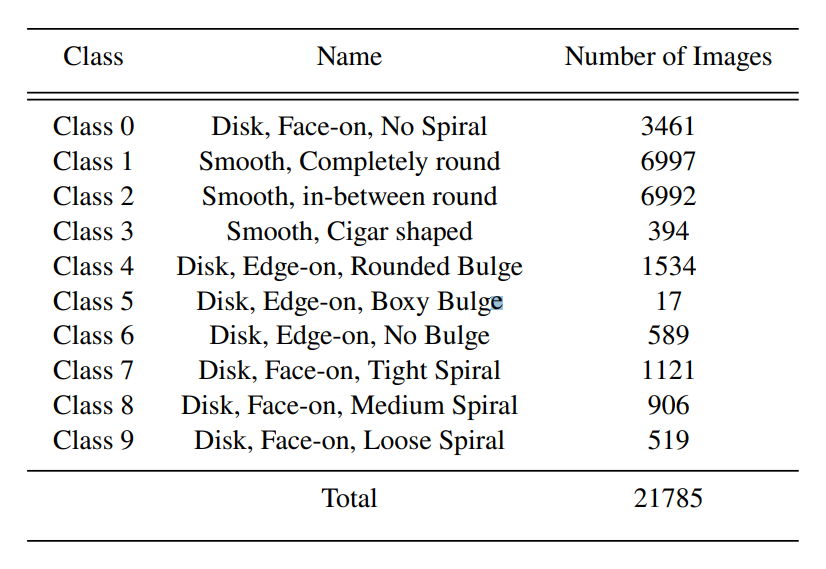 Class Name Number of Images
Class 0 Disk, Face-on, No Spiral 3461
Class 1 Smooth, Completely round 6997
Class 2 Smooth, in-between round 6992
Class 3 Smooth, Cigar shaped 394
Class 4 Disk, Edge-on, Rounded Bulge 1534
Class 5 Disk, Edge-on, Boxy Bulge 17
Class 6 Disk, Edge-on, No Bulge 589
Class 7 Disk, Face-on, Tight Spiral 1121
Class 8 Disk, Face-on, Medium Spiral 906
Class 9 Disk, Face-on, Loose Spiral 519
Total 21785